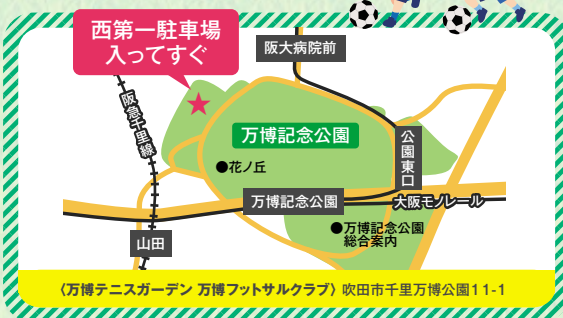 西第一駐車場
入ってすぐ
阪大病院前
阪急千里線
万博記念公園
公園東口
●花ノ丘
万博記念公園
大阪モノレール
●万博記念公園
総合案内
山田
〈万博テニスガーデン 万博フットサルクラブ〉吹田市千里万博公園11-1